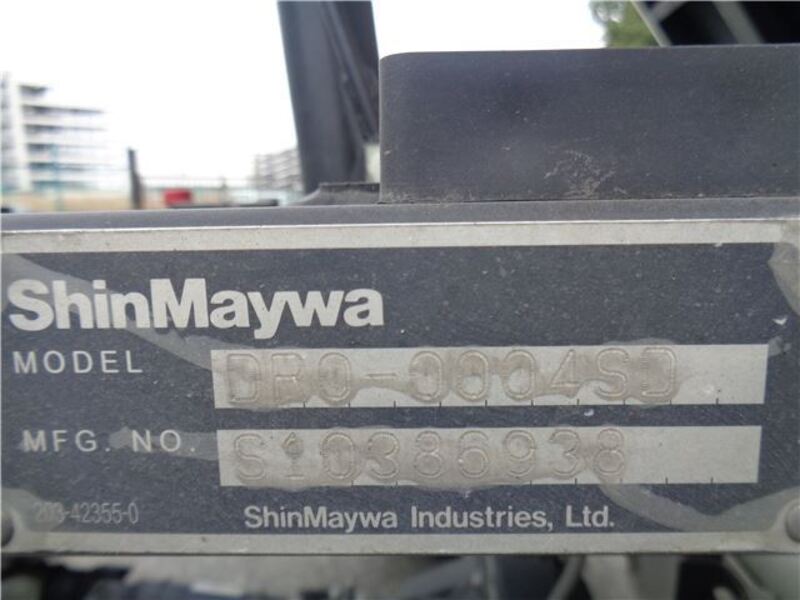 ShinMaywa
MODEL DR0-0004SD
MFG. NO. S10386938
203-42355-0
ShinMaywa Industries, Ltd.